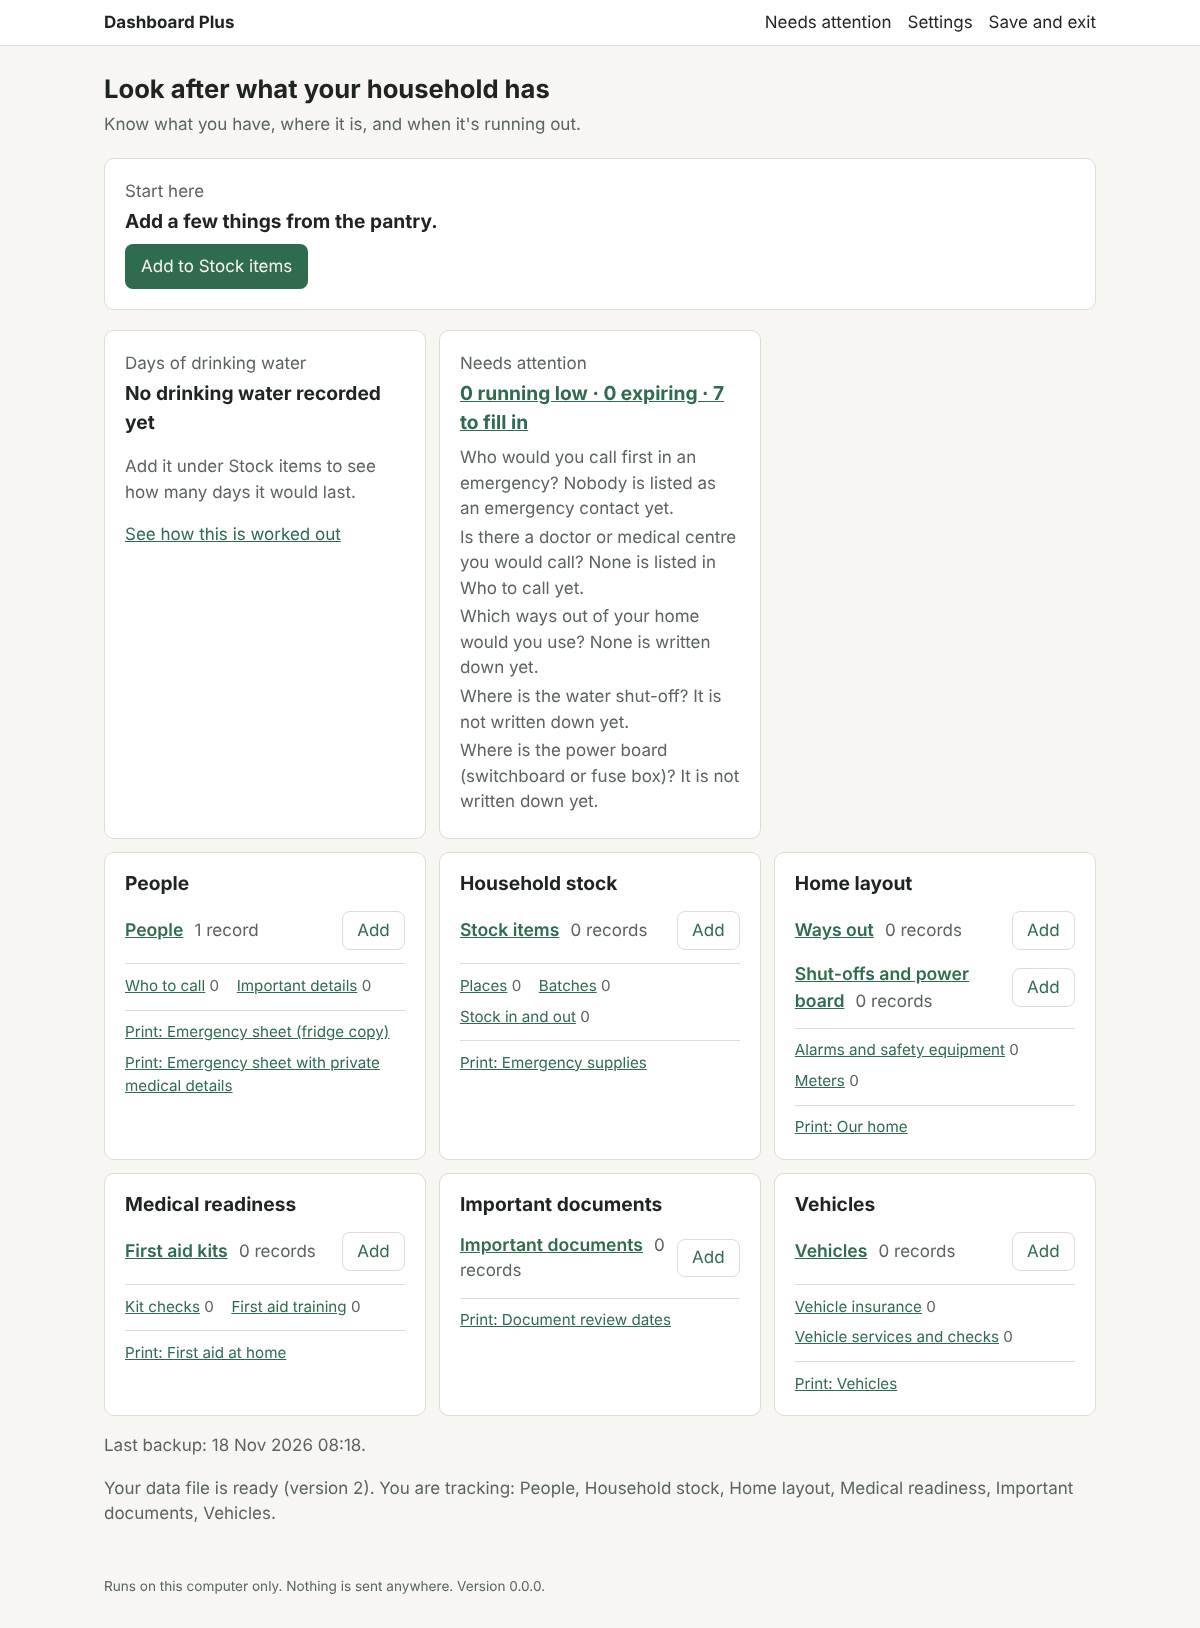 Dashboard Plus
Needs attention Settings Save and exit
Look after what your household has
Know what you have, where it is, and when it's running out.
Start here
Add a few things from the pantry.
Add to Stock items
Days of drinking water
No drinking water recorded
yet
Add it under Stock items to see
how many days it would last.
See how this is worked out
Needs attention
0 running low · 0 expiring · 7
to fill in
Who would you call first in an
emergency? Nobody is listed as
an emergency contact yet.
Is there a doctor or medical centre
you would call? None is listed in
Who to call yet.
Which ways out of your home
would you use? None is written
down yet.
Where is the water shut-off? It is
not written down yet.
Where is the power board
(switchboard or fuse box)? It is not
written down yet.
People
People 1 record Add
Who to call 0 Important details 0
Print: Emergency sheet (fridge copy)
Print: Emergency sheet with private
medical details
Household stock
Stock items 0 records Add
Places 0 Batches 0
Stock in and out 0
Print: Emergency supplies
Home layout
Ways out 0 records Add
Shut-offs and power
board 0 records Add
Alarms and safety equipment 0
Meters 0
Print: Our home
Medical readiness
First aid kits 0 records Add
Kit checks 0 First aid training 0
Print: First aid at home
Important documents
Important documents 0
records Add
Print: Document review dates
Vehicles
Vehicles 0 records Add
Vehicle insurance 0
Vehicle services and checks 0
Print: Vehicles
Last backup: 18 Nov 2026 08:18.
Your data file is ready (version 2). You are tracking: People, Household stock, Home layout, Medical readiness, Important
documents, Vehicles.
Runs on this computer only. Nothing is sent anywhere. Version 0.0.0.